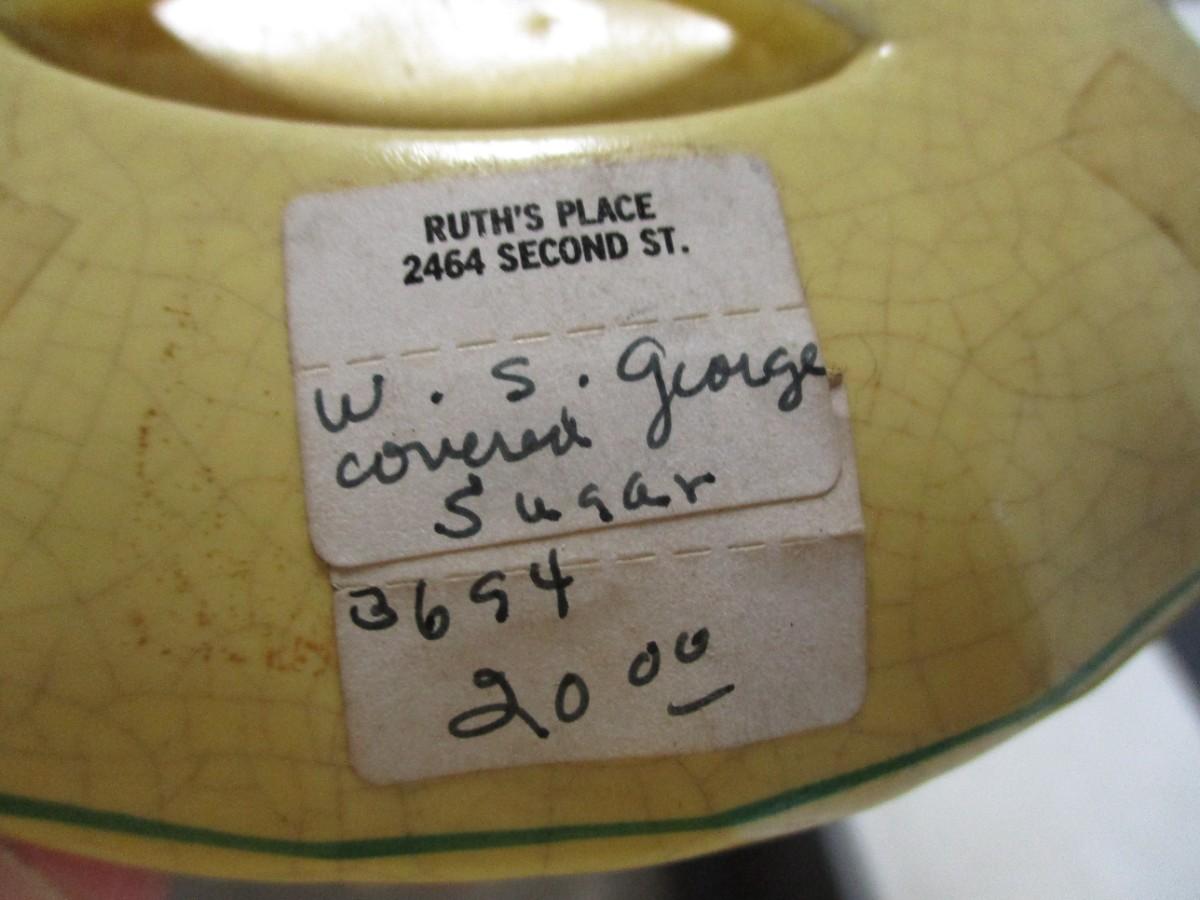 RUTH'S PLACE
2464 SECOND ST.
W. S. George
covered
Sugar
3694
20 00